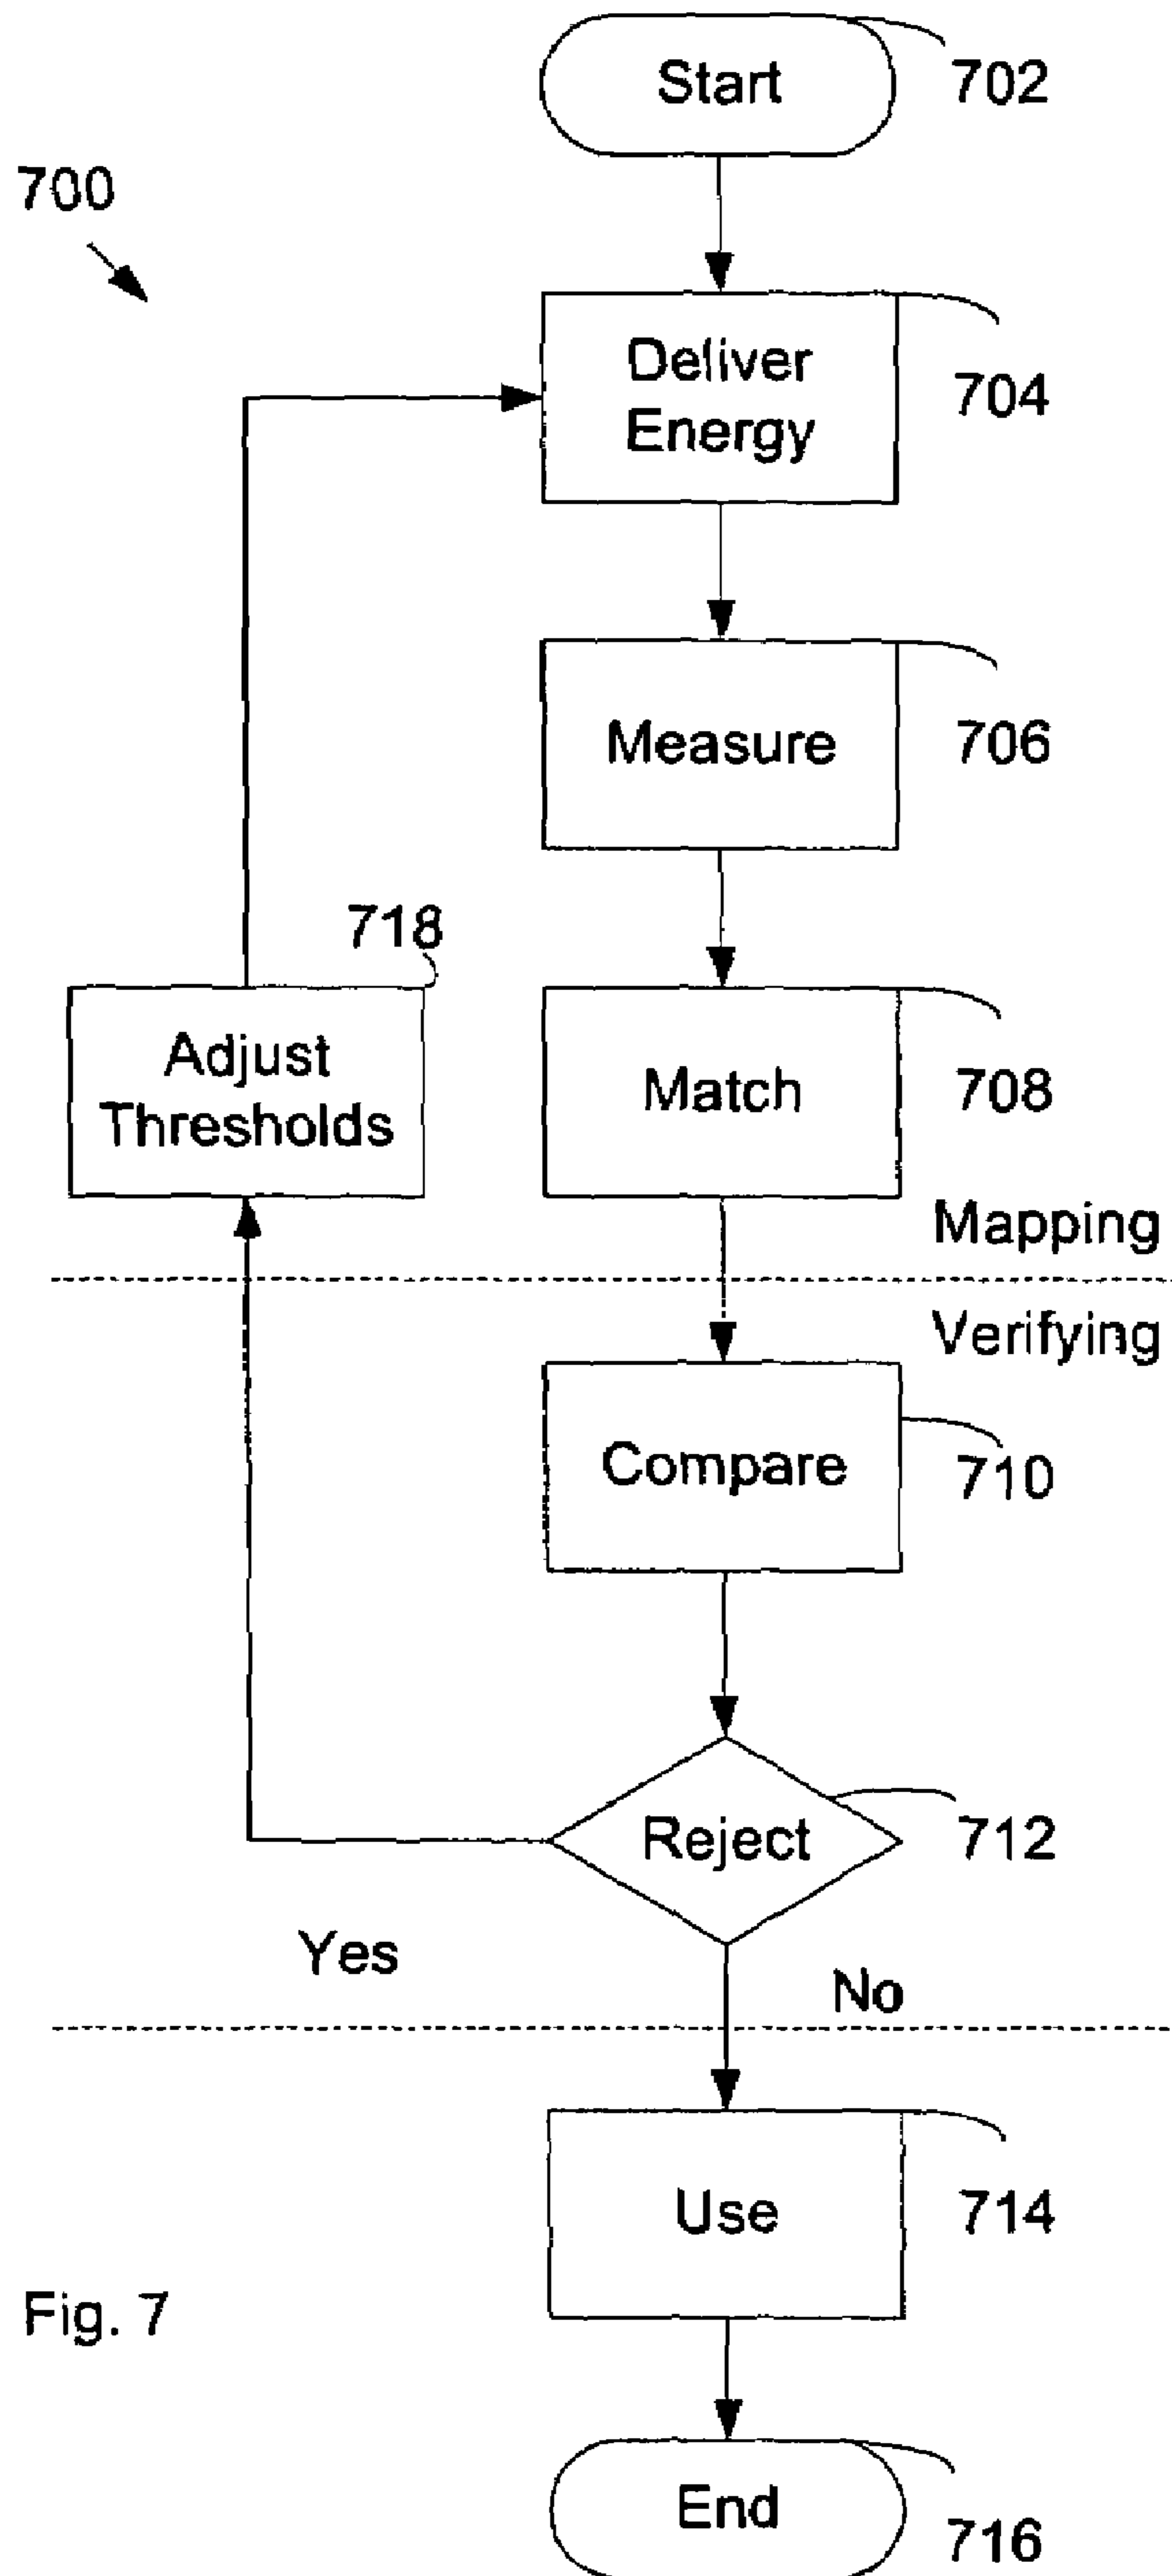 Start
702
700
Deliver
Energy
704
Measure
706
718
Adjust
Thresholds
Match
708
Mapping
Verifying
Compare
710
Reject
712
Yes
No
Use
714
Fig. 7
End
716